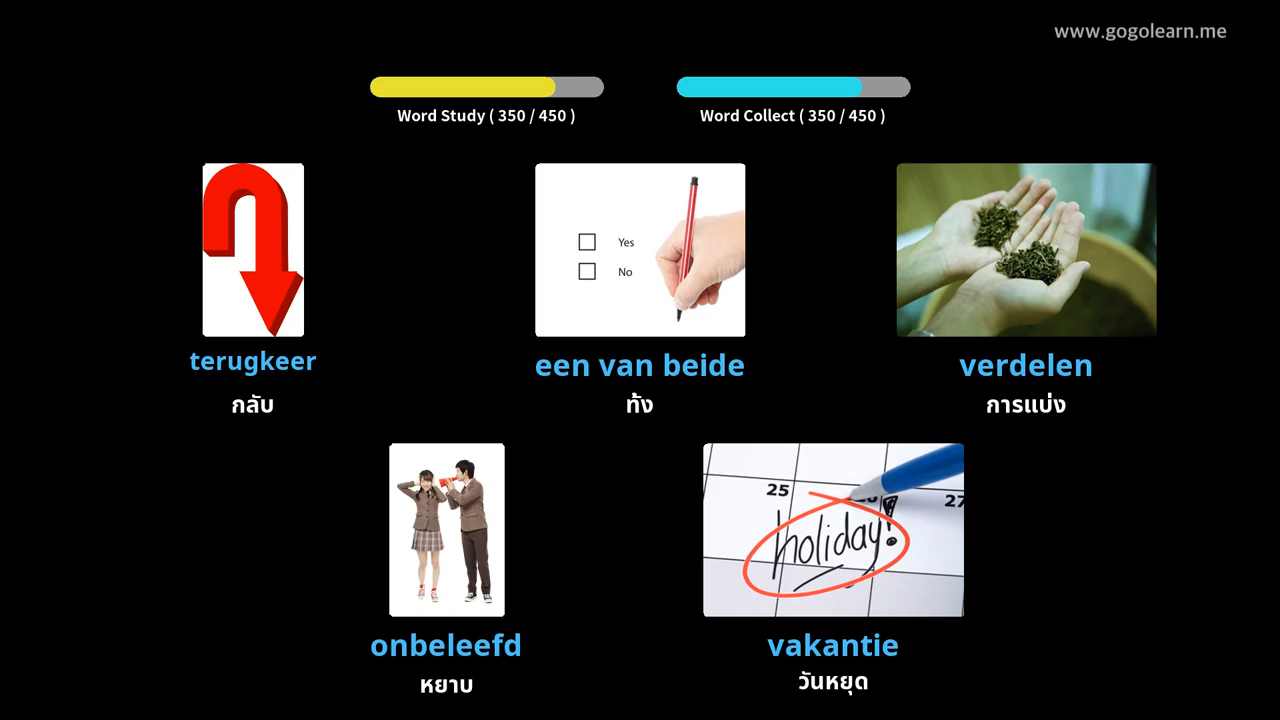 www.gogolearn.me
Word Study ( 350 / 450 )
Word Collect ( 350 / 450 )
Yes
No
terugkeer
een van beide
verdelen
กลับ
ทั้ง
การแบ่ง
25
27
holiday!
onbeleefd
vakantie
หยาบ
วันหยุด